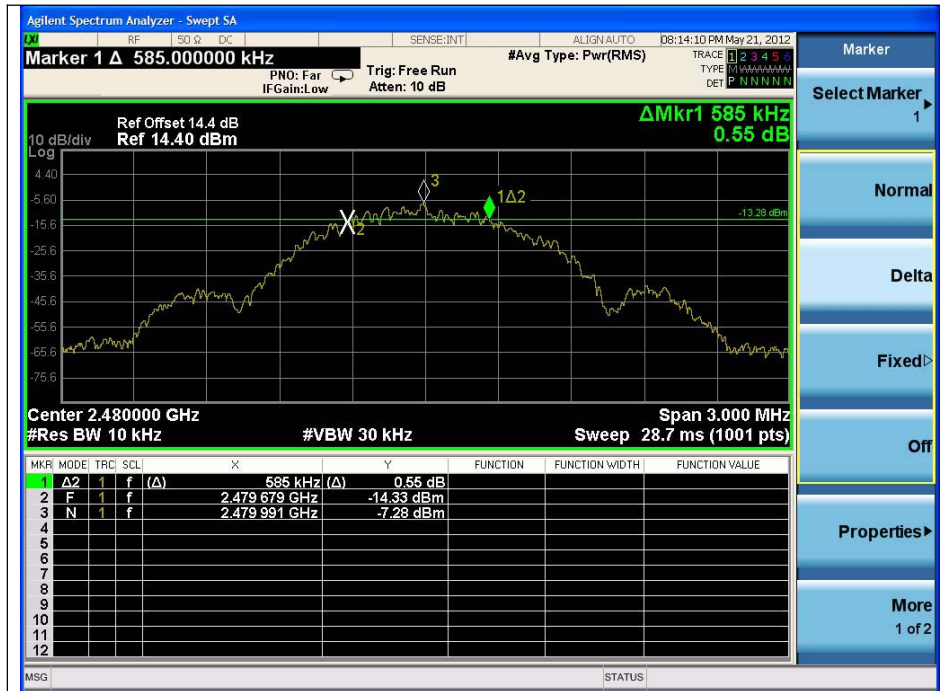 Agilent Spectrum Analyzer - Swept SA
LXI RF 50 Ω DC SENSE:INT ALIGN AUTO 08:14:10 PM May 21, 2012
Marker 1 Δ 585.000000 kHz
PNO: Far
IFGain:Low
Trig: Free Run
Atten: 10 dB
#Avg Type: Pwr(RMS)
TRACE 1 2 3 4 5 6
TYPE M
DET P N N N N N
Ref Offset 14.4 dB
Ref 14.40 dBm
10 dB/div
Log
ΔMkr1 585 kHz
0.55 dB
4.40
-5.60
-15.6
-25.6
-35.6
-45.6
-55.6
-65.6
-75.6
3
1Δ2
2
-13.28 dBm
Center 2.480000 GHz Span 3.000 MHz
#Res BW 10 kHz #VBW 30 kHz Sweep 28.7 ms (1001 pts)
MKR MODE TRC SCL X Y FUNCTION FUNCTION WIDTH FUNCTION VALUE
1 Δ2 1 f (Δ) 585 kHz (Δ) 0.55 dB
2 F 1 f 2.479 679 GHz -14.33 dBm
3 N 1 f 2.479 991 GHz -7.28 dBm
4
5
6
7
8
9
10
11
12
MSG STATUS
Marker
Select Marker
1
Normal
Delta
Fixed
Off
Properties
More
1 of 2